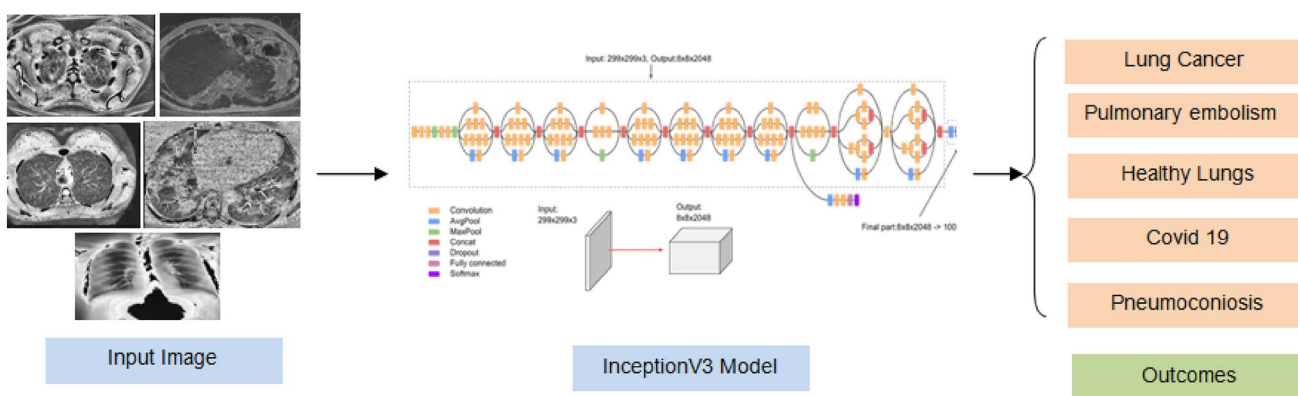 Input Image
Input: 299x299x3, Output:8x8x2048
Convolution
AvgPool
MaxPool
Concat
Dropout
Fully connected
Softmax
Input:
299x299x3
Output:
8x8x2048
Final part:8x8x2048 -> 100
InceptionV3 Model
Lung Cancer
Pulmonary embolism
Healthy Lungs
Covid 19
Pneumoconiosis
Outcomes